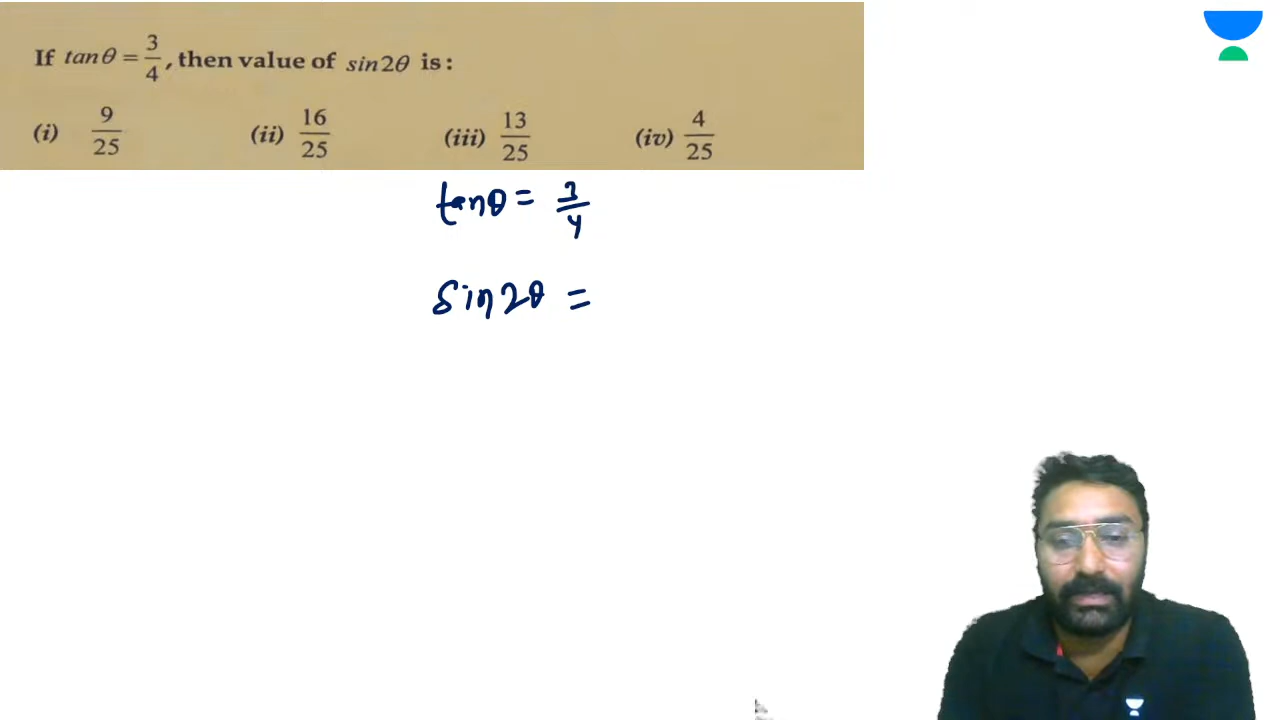 If tanθ = 3/4, then value of sin2θ is :
(i) 9/25 (ii) 16/25 (iii) 13/25 (iv) 4/25
tanθ = 3/4
sin2θ =